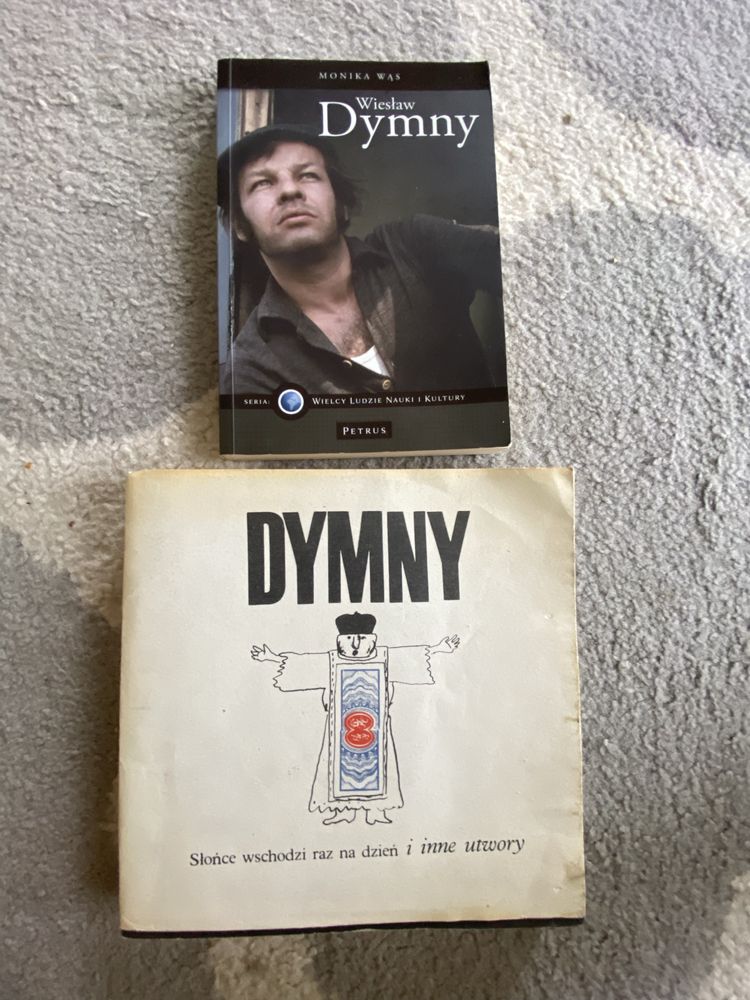 MONIKA WĄS
Wiesław
Dymny
SERIA: WIELCY LUDZIE NAUKI I KULTURY
PETRUS
DYMNY
Słońce wschodzi raz na dzień i inne utwory